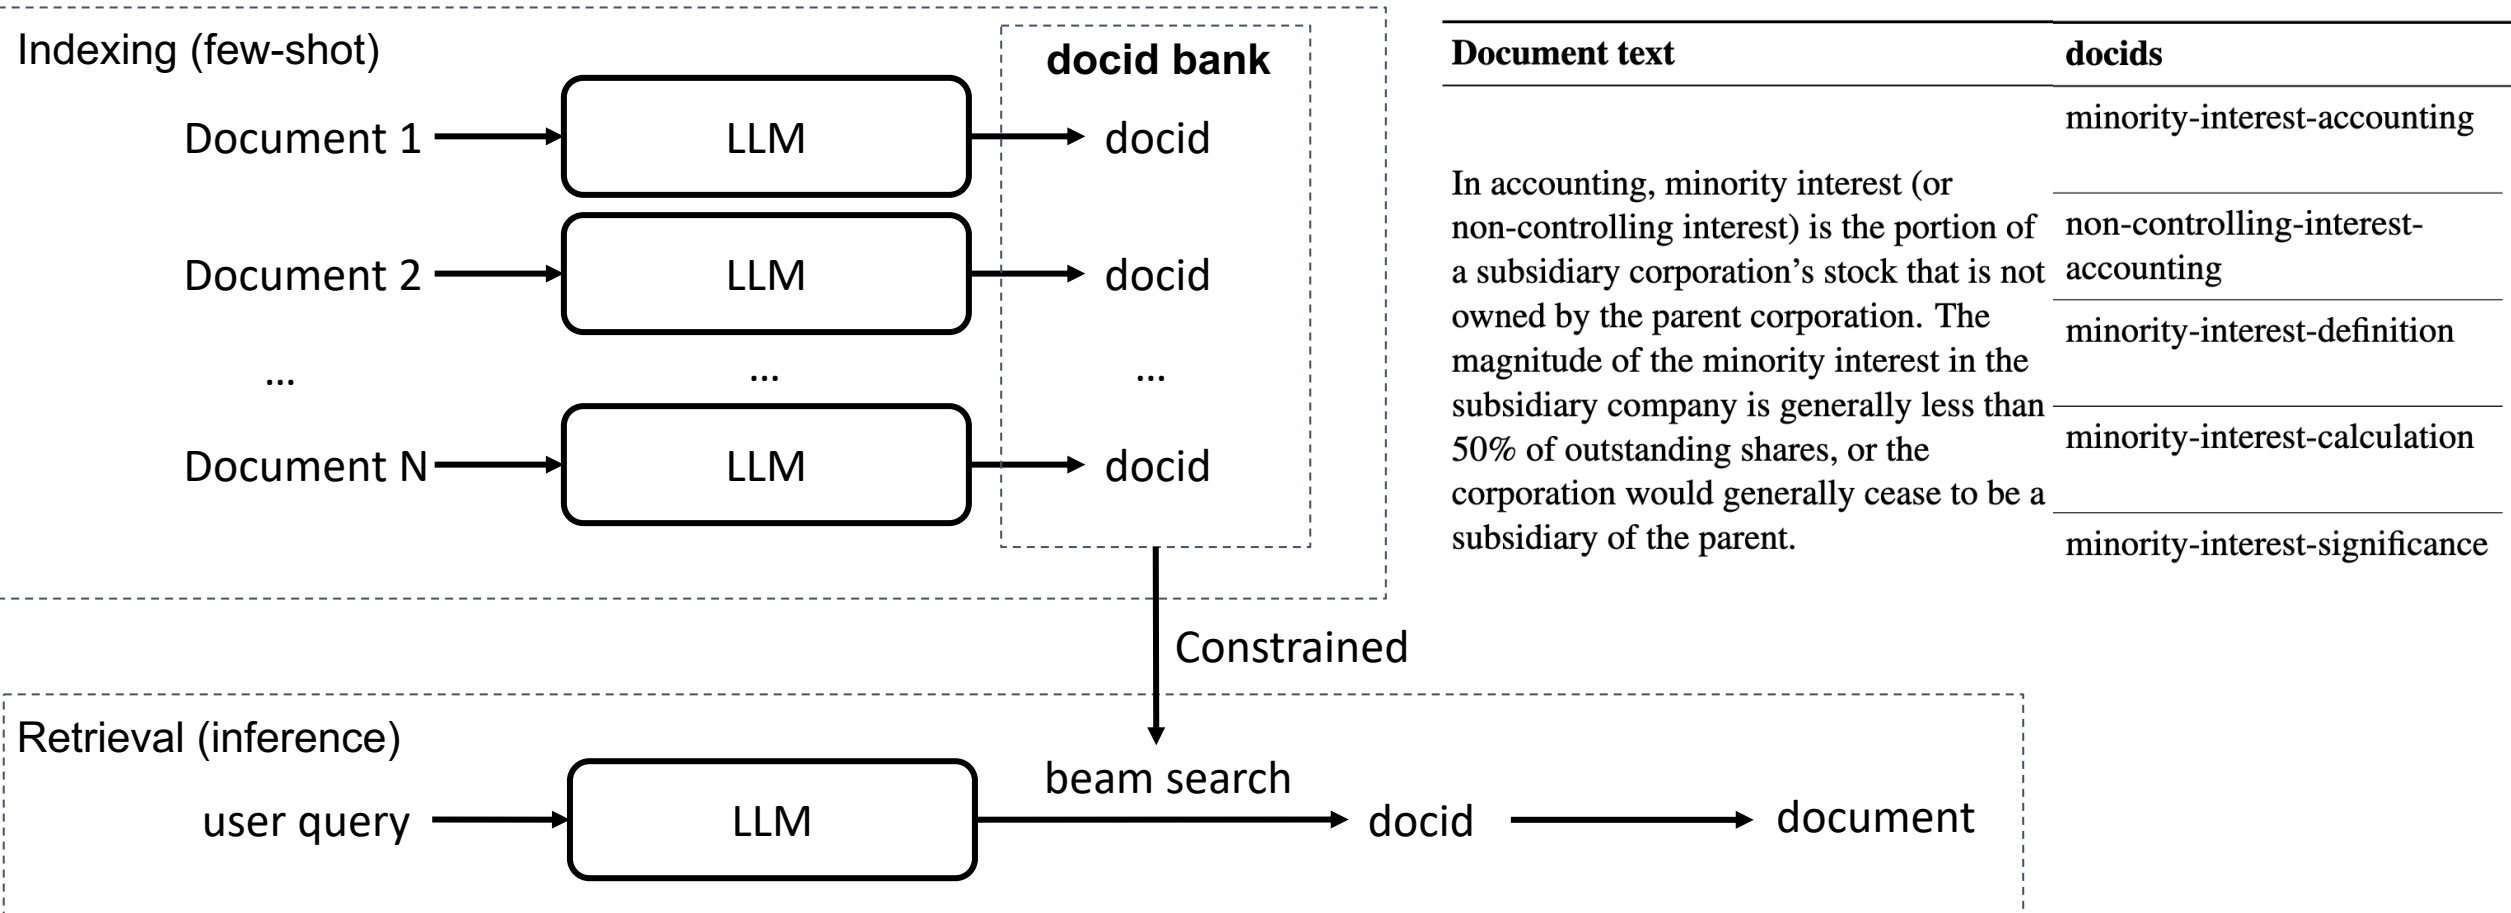 Indexing (few-shot)
docid bank
Document 1
LLM
docid
Document 2
LLM
docid
...
...
...
Document N
LLM
docid
Constrained
Retrieval (inference)
user query
LLM
beam search
docid
document
Document text
docids
In accounting, minority interest (or
non-controlling interest) is the portion of
a subsidiary corporation’s stock that is not
owned by the parent corporation. The
magnitude of the minority interest in the
subsidiary company is generally less than
50% of outstanding shares, or the
corporation would generally cease to be a
subsidiary of the parent.
minority-interest-accounting
non-controlling-interest-
accounting
minority-interest-definition
minority-interest-calculation
minority-interest-significance